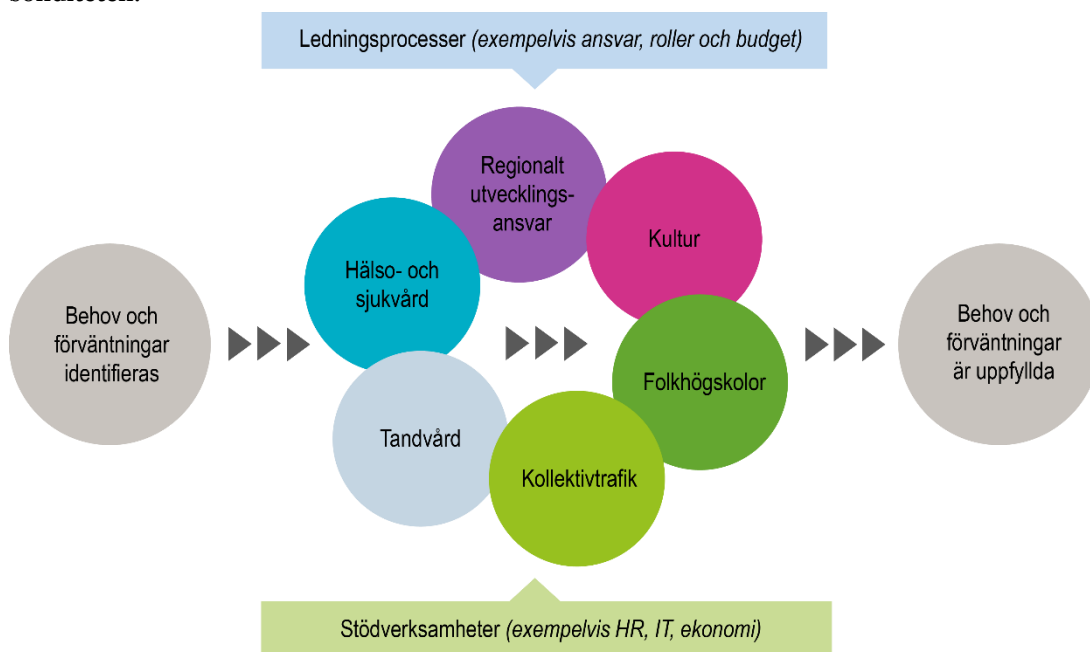 Ledningsprocesser (exempelvis ansvar, roller och budget)
Regionalt
utvecklings-
ansvar
Kultur
Hälso- och
sjukvård
Behov och
förväntningar
identifieras
Behov och
förväntningar
är uppfyllda
Folkhögskolor
Tandvård
Kollektivtrafik
Stödverksamheter (exempelvis HR, IT, ekonomi)